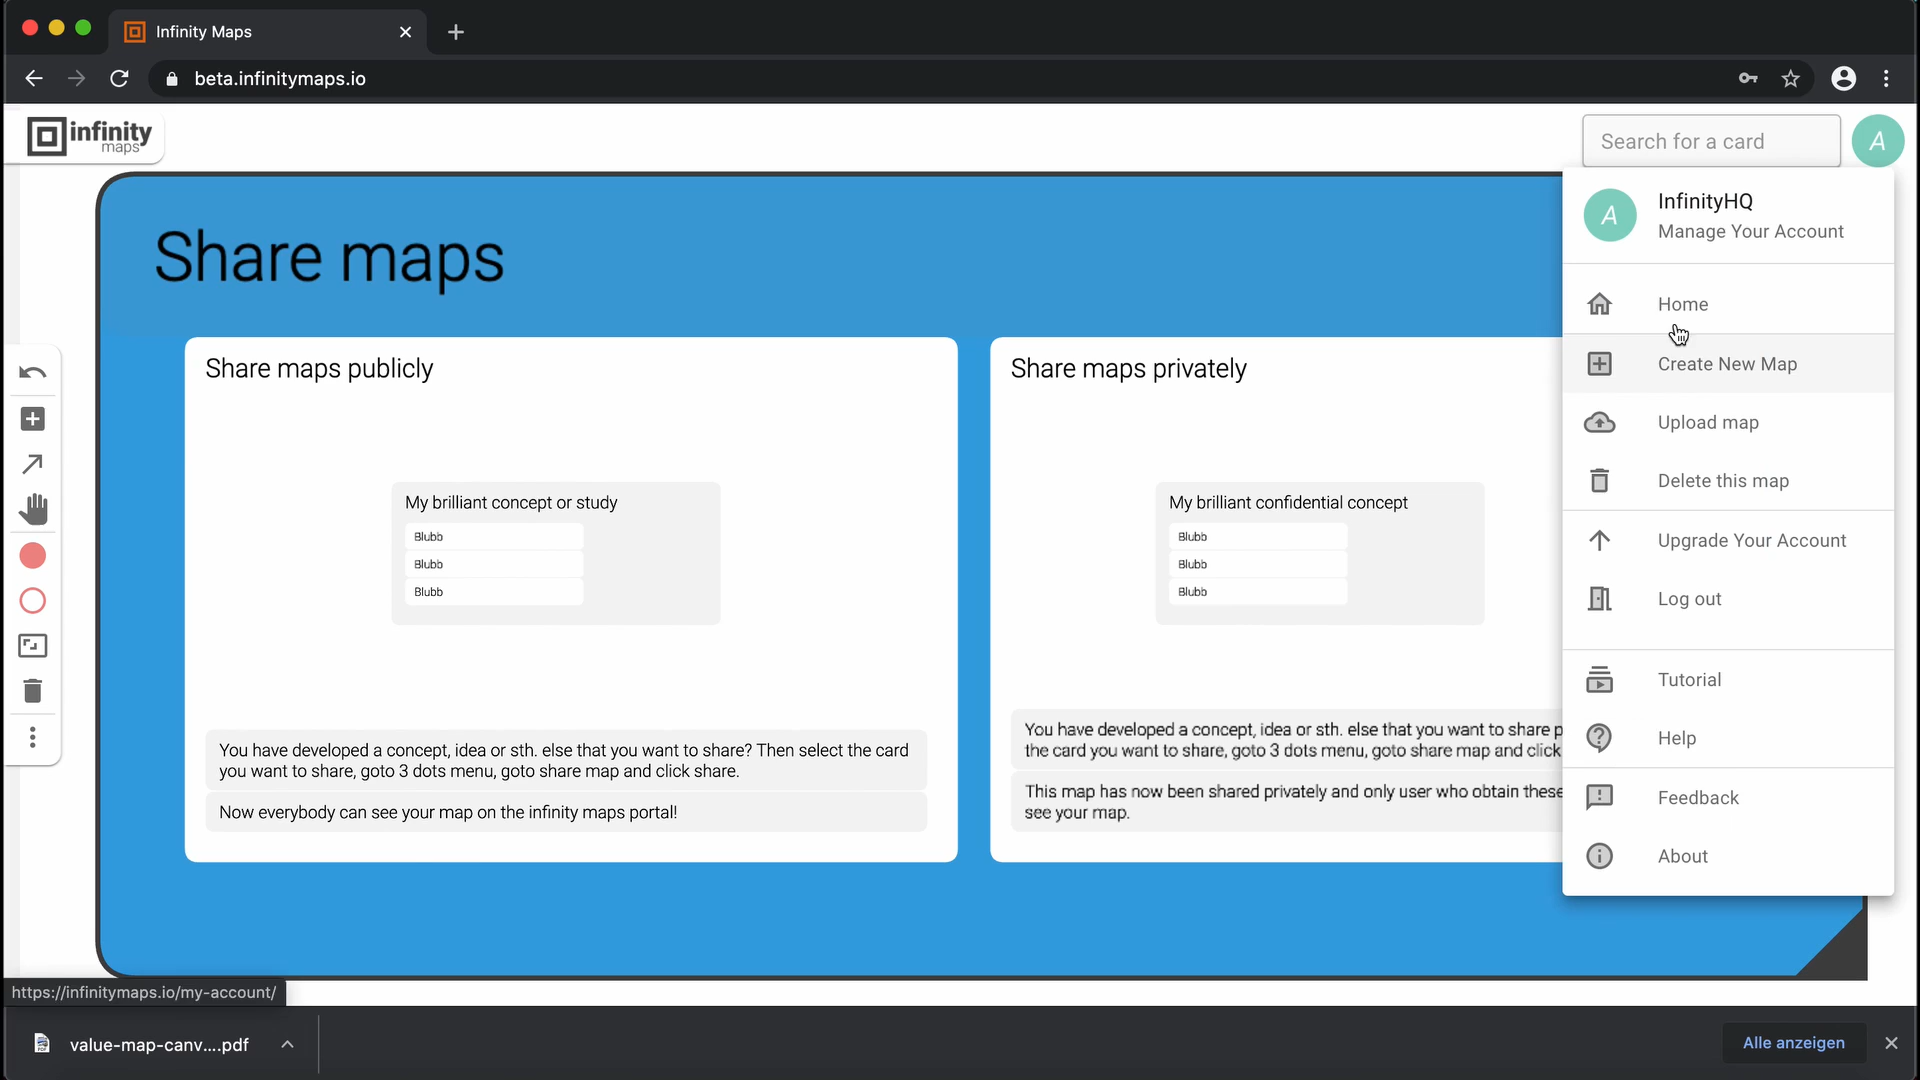 Infinity Maps
beta.infinitymaps.io
infinity
maps
Search for a card
A
A
InfinityHQ
Manage Your Account
Home
Create New Map
Upload map
Delete this map
Upgrade Your Account
Log out
Tutorial
Help
Feedback
About
Share maps
Share maps publicly
My brilliant concept or study
Blubb
Blubb
Blubb
You have developed a concept, idea or sth. else that you want to share? Then select the card
you want to share, goto 3 dots menu, goto share map and click share.
Now everybody can see your map on the infinity maps portal!
Share maps privately
My brilliant confidential concept
Blubb
Blubb
Blubb
You have developed a concept, idea or sth. else that you want to share p
the card you want to share, goto 3 dots menu, goto share map and click
This map has now been shared privately and only user who obtain these
see your map.
https://infinitymaps.io/my-account/
value-map-canv....pdf
Alle anzeigen